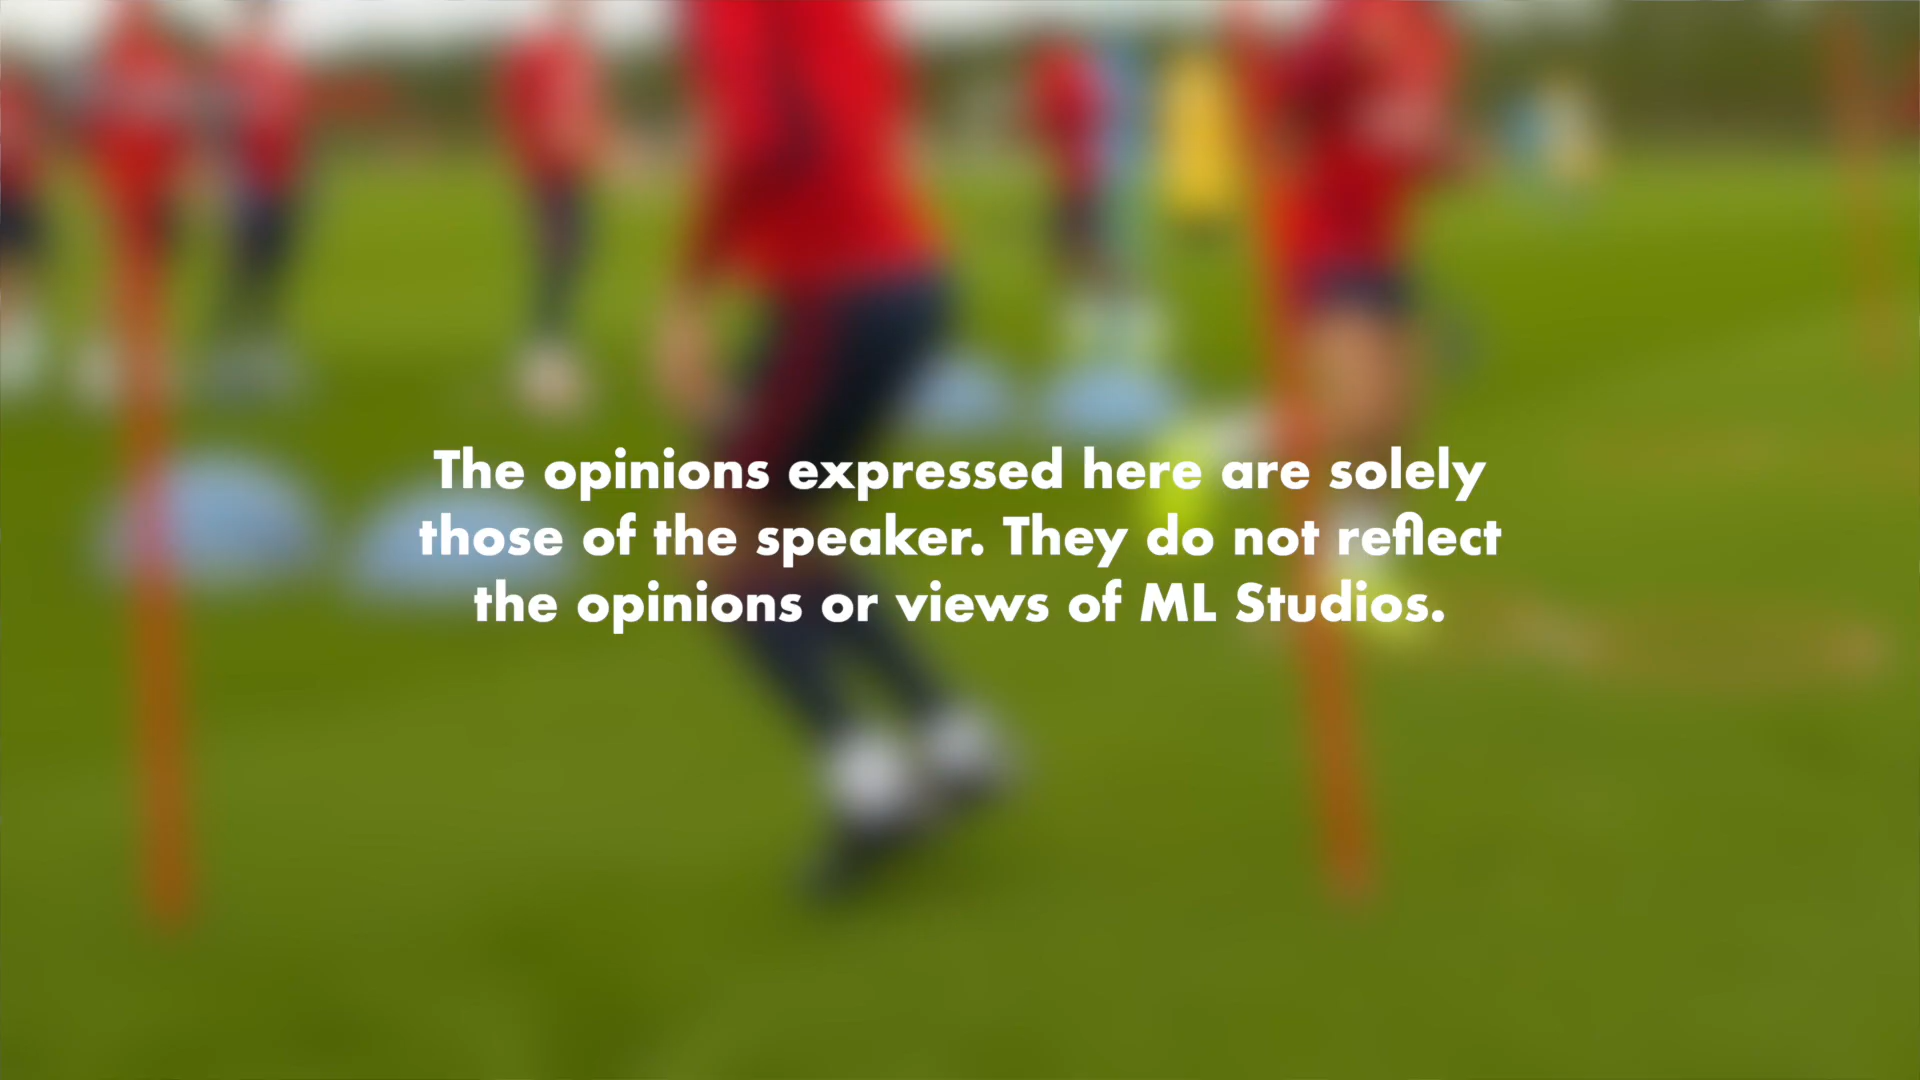 The opinions expressed here are solely
those of the speaker. They do not reflect
the opinions or views of ML Studios.